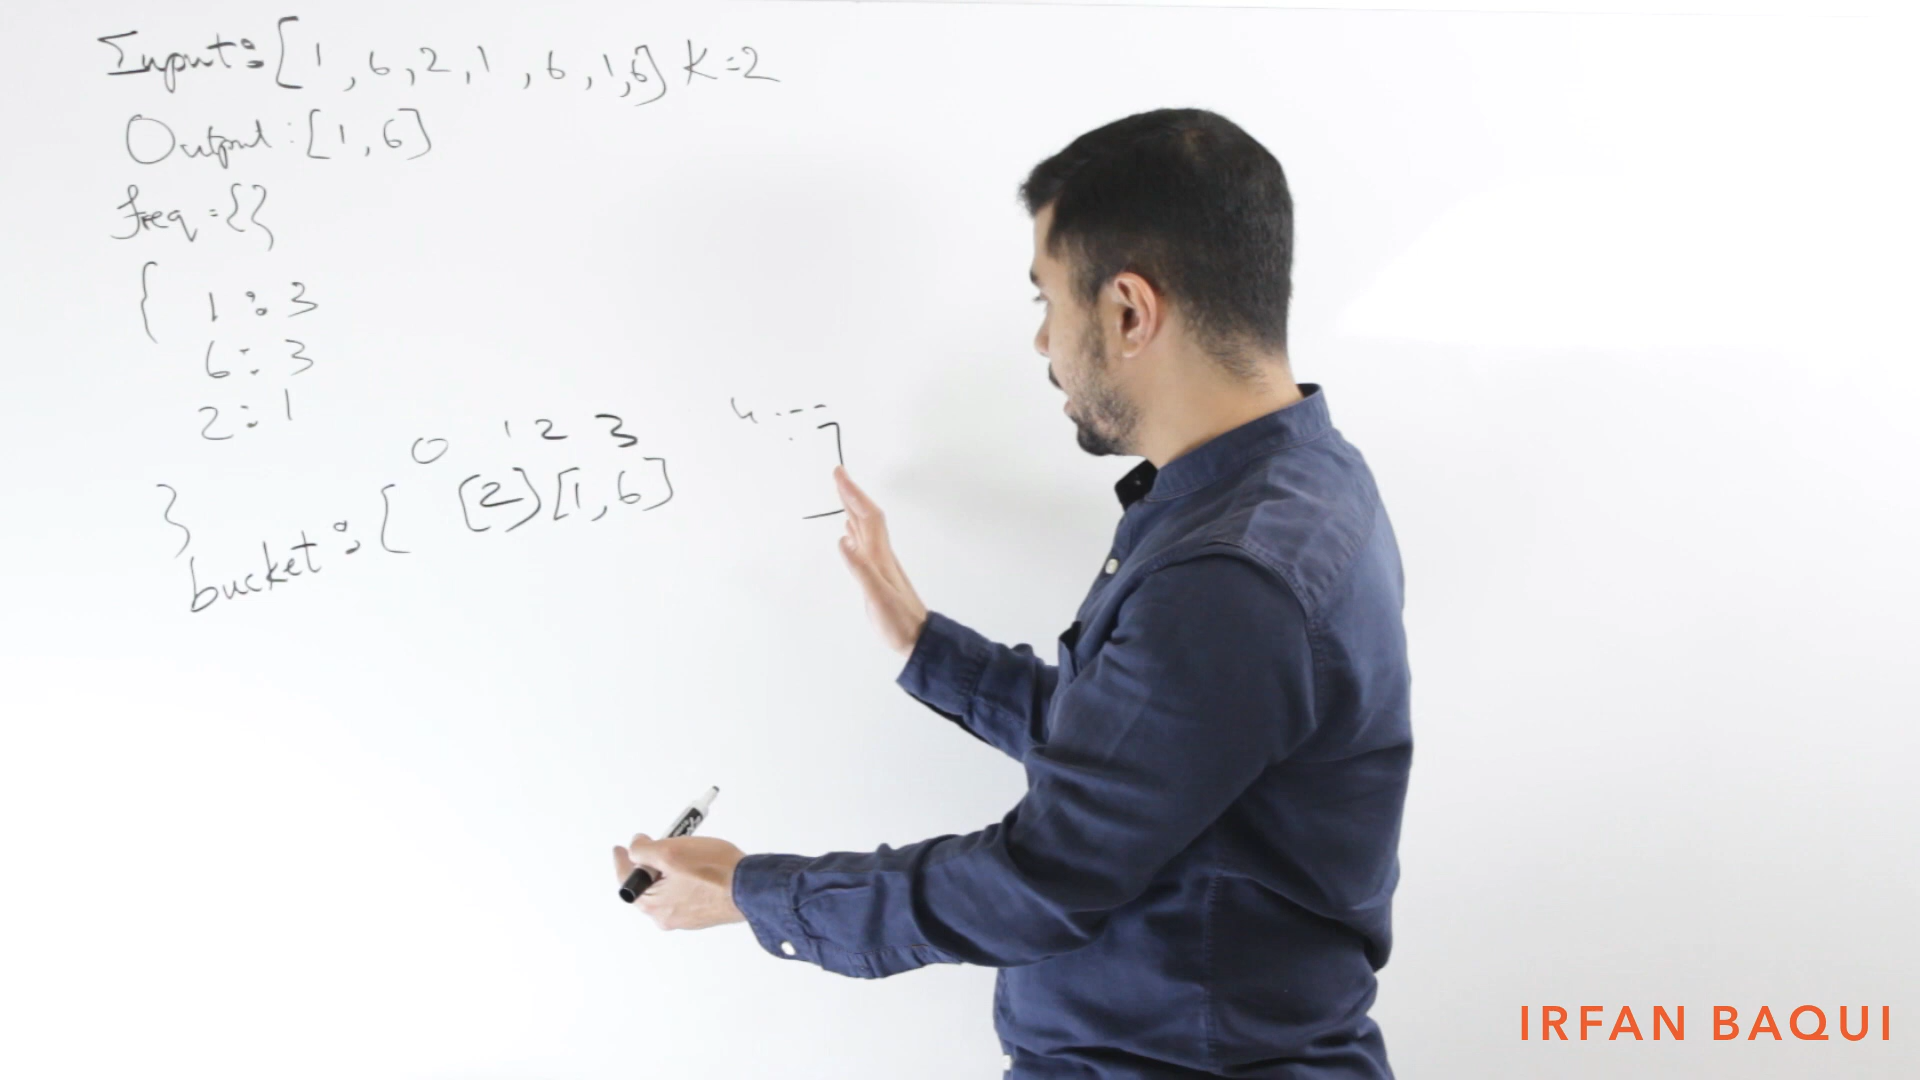 Input: [1, 6, 2, 1, 6, 1, 6] K=2
Output: [1, 6]
freq = {}
{ 1 : 3
6 : 3
2 : 1
}
0 1 2 3 4 ---
bucket : [ [2] [1, 6] ]
IRFAN BAQUI